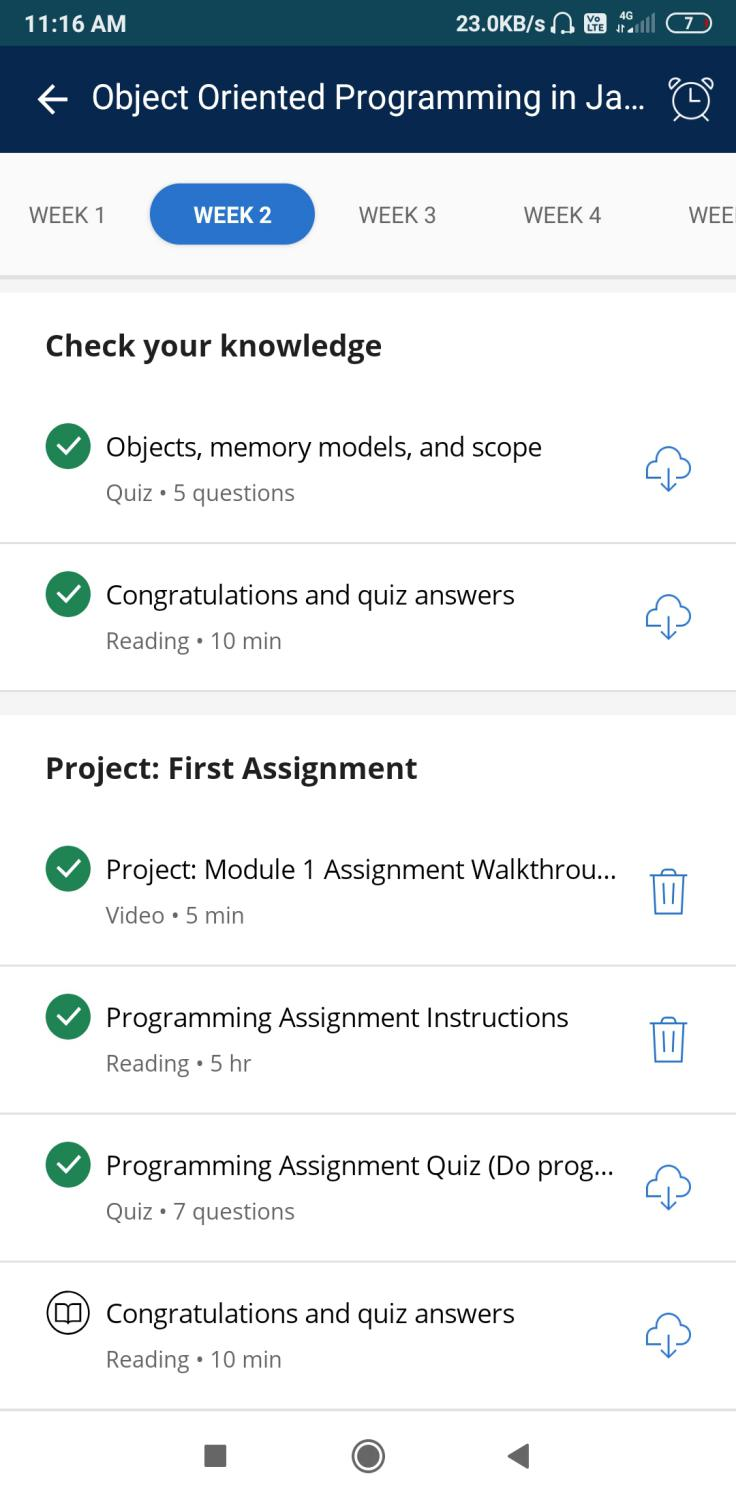 11:16 AM 23.0KB/s Vo LTE 4G 7
Object Oriented Programming in Ja...
WEEK 1 WEEK 2 WEEK 3 WEEK 4 WEE
Check your knowledge
Objects, memory models, and scope
Quiz • 5 questions
Congratulations and quiz answers
Reading • 10 min
Project: First Assignment
Project: Module 1 Assignment Walkthrou...
Video • 5 min
Programming Assignment Instructions
Reading • 5 hr
Programming Assignment Quiz (Do prog...
Quiz • 7 questions
Congratulations and quiz answers
Reading • 10 min